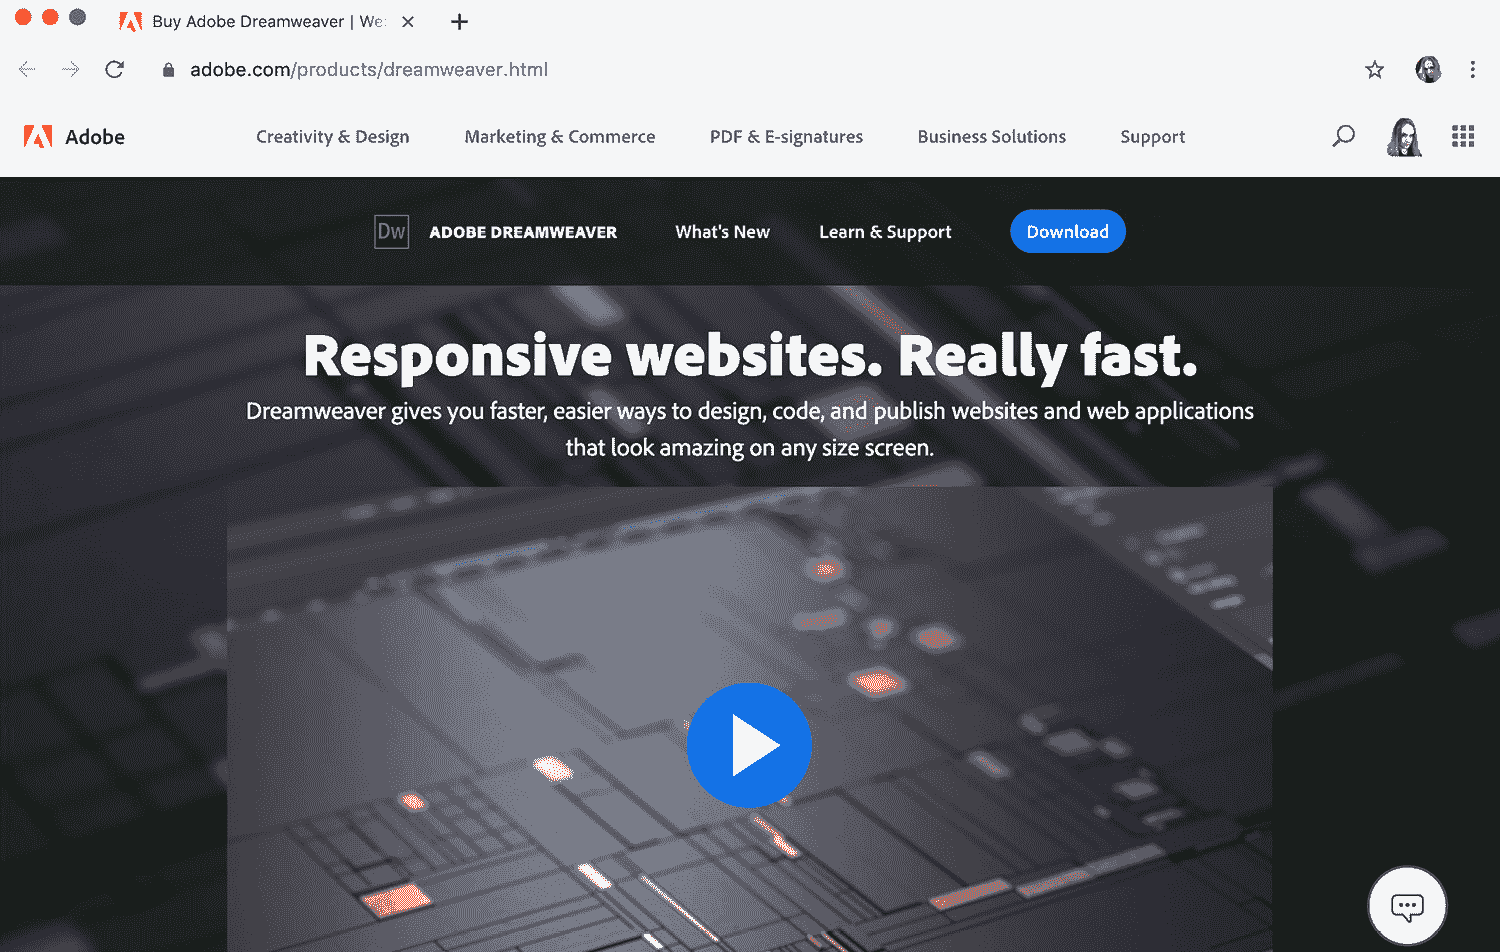 Buy Adobe Dreamweaver | We
adobe.com/products/dreamweaver.html
Adobe
Creativity & Design
Marketing & Commerce
PDF & E-signatures
Business Solutions
Support
Dw
ADOBE DREAMWEAVER
What's New
Learn & Support
Download
Responsive websites. Really fast.
Dreamweaver gives you faster, easier ways to design, code, and publish websites and web applications
that look amazing on any size screen.